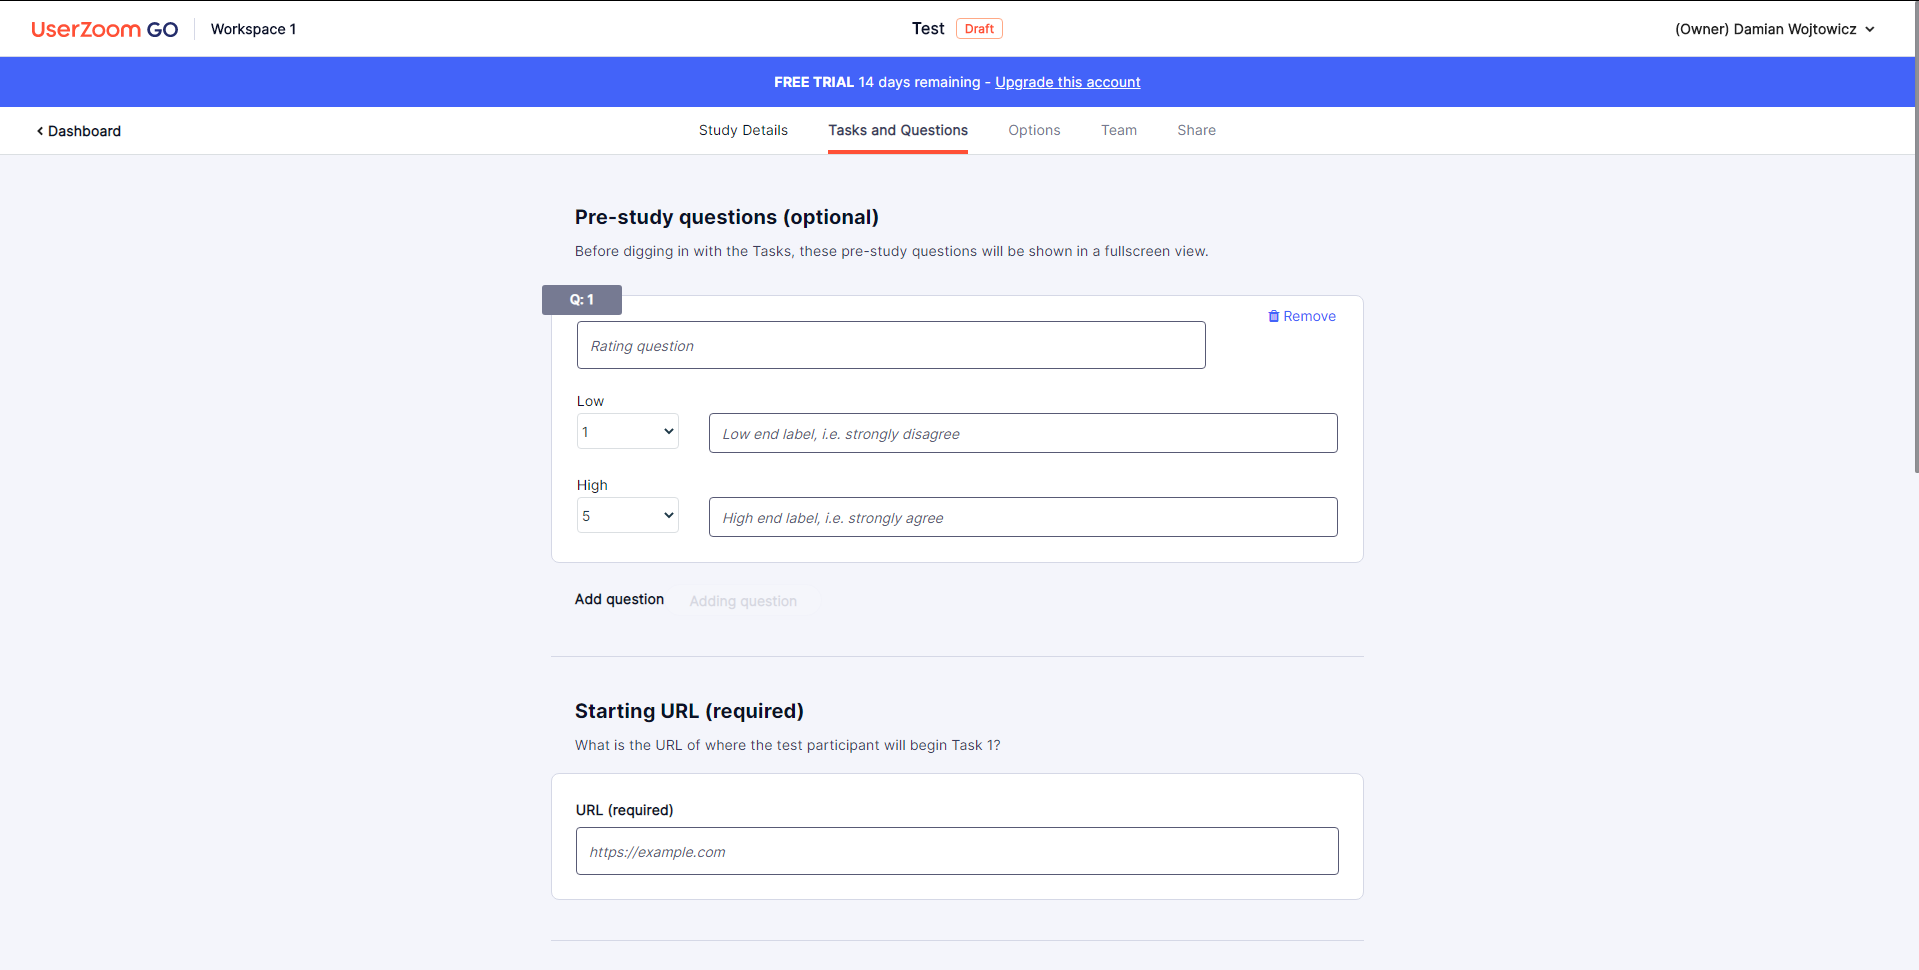 UserZoom GO
Workspace 1
Test
Draft
(Owner) Damian Wojtowicz
FREE TRIAL 14 days remaining - Upgrade this account
Dashboard
Study Details
Tasks and Questions
Options
Team
Share
Pre-study questions (optional)
Before digging in with the Tasks, these pre-study questions will be shown in a fullscreen view.
Q: 1
Remove
Rating question
Low
1
Low end label, i.e. strongly disagree
High
5
High end label, i.e. strongly agree
Add question
Adding question
Starting URL (required)
What is the URL of where the test participant will begin Task 1?
URL (required)
https://example.com